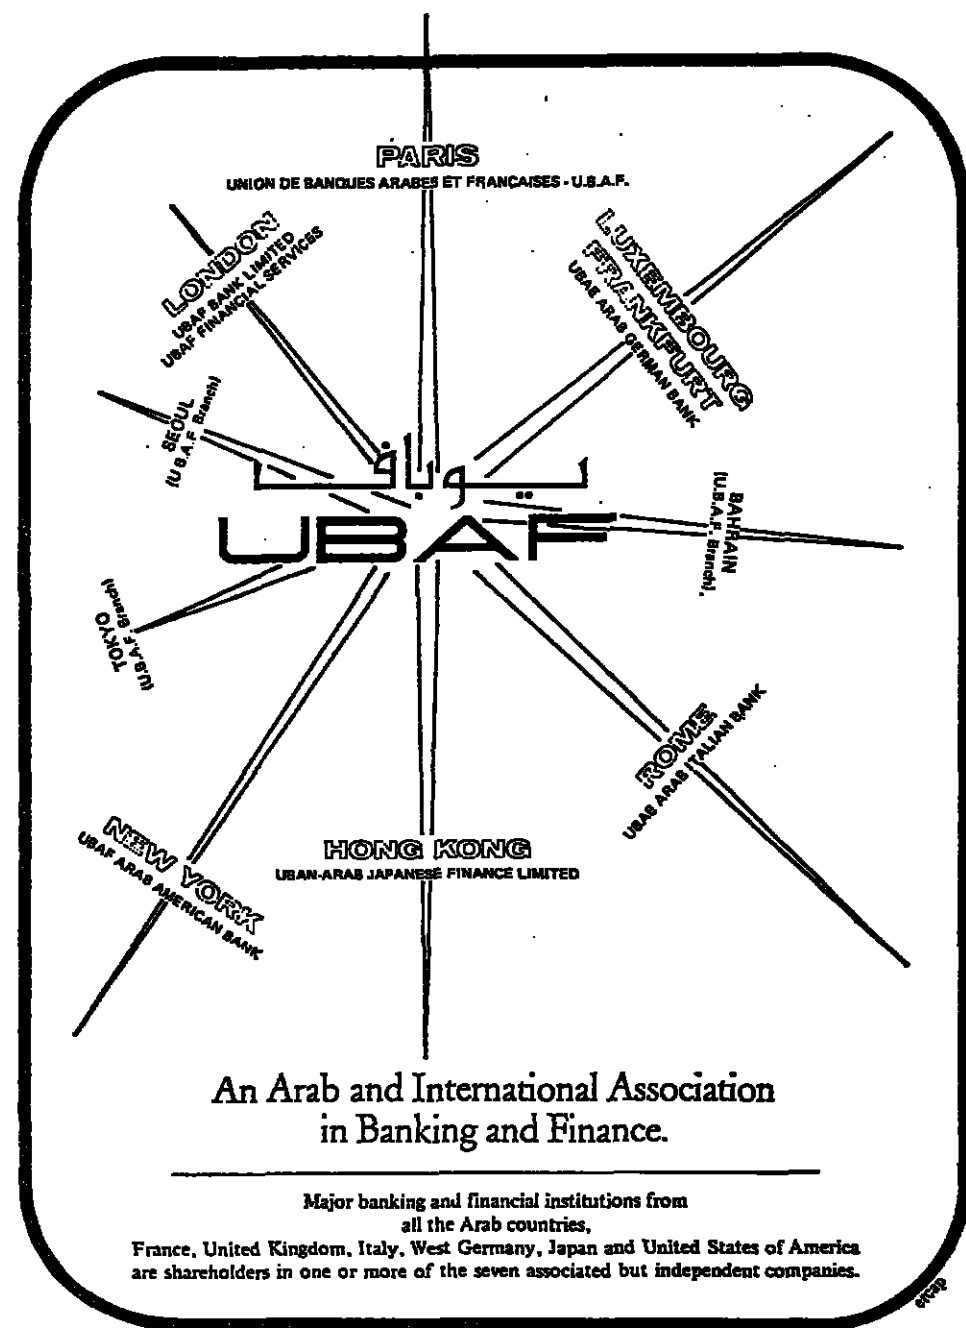 PARIS
UNION DE BANQUES ARABES ET FRANÇAISES - U.B.A.F.
LONDON
UBAF BANK LIMITED
UBAF FINANCIAL SERVICES
LUXEMBOURG
FRANKFURT
UBAE ARAB GERMAN BANK
SEOUL
(U.B.A.F. Branch)
BAHRAIN
(U.B.A.F. Branch).
يوباف
UBAF
TOKYO
(U.B.A.F. Branch)
ROME
UBAE ARAB ITALIAN BANK
NEW YORK
UBAF ARAB AMERICAN BANK
HONG KONG
UBAN-ARAB JAPANESE FINANCE LIMITED
An Arab and International Association
in Banking and Finance.
Major banking and financial institutions from
all the Arab countries,
France, United Kingdom, Italy, West Germany, Japan and United States of America
are shareholders in one or more of the seven associated but independent companies.
efcap